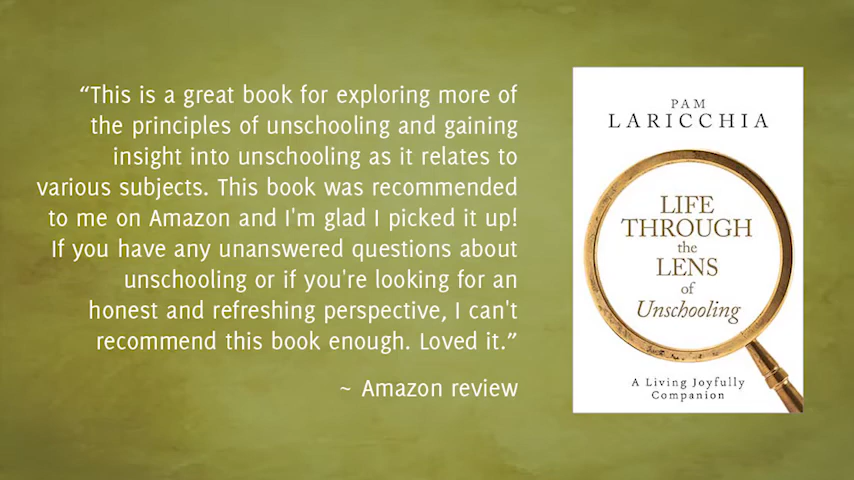 “This is a great book for exploring more of
the principles of unschooling and gaining
insight into unschooling as it relates to
various subjects. This book was recommended
to me on Amazon and I'm glad I picked it up!
If you have any unanswered questions about
unschooling or if you're looking for an
honest and refreshing perspective, I can't
recommend this book enough. Loved it.”
~ Amazon review
PAM
LARICCHIA
LIFE
THROUGH
the
LENS
of
Unschooling
A Living Joyfully
Companion